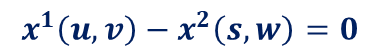 x¹(u, v) − x²(s, w) = 0